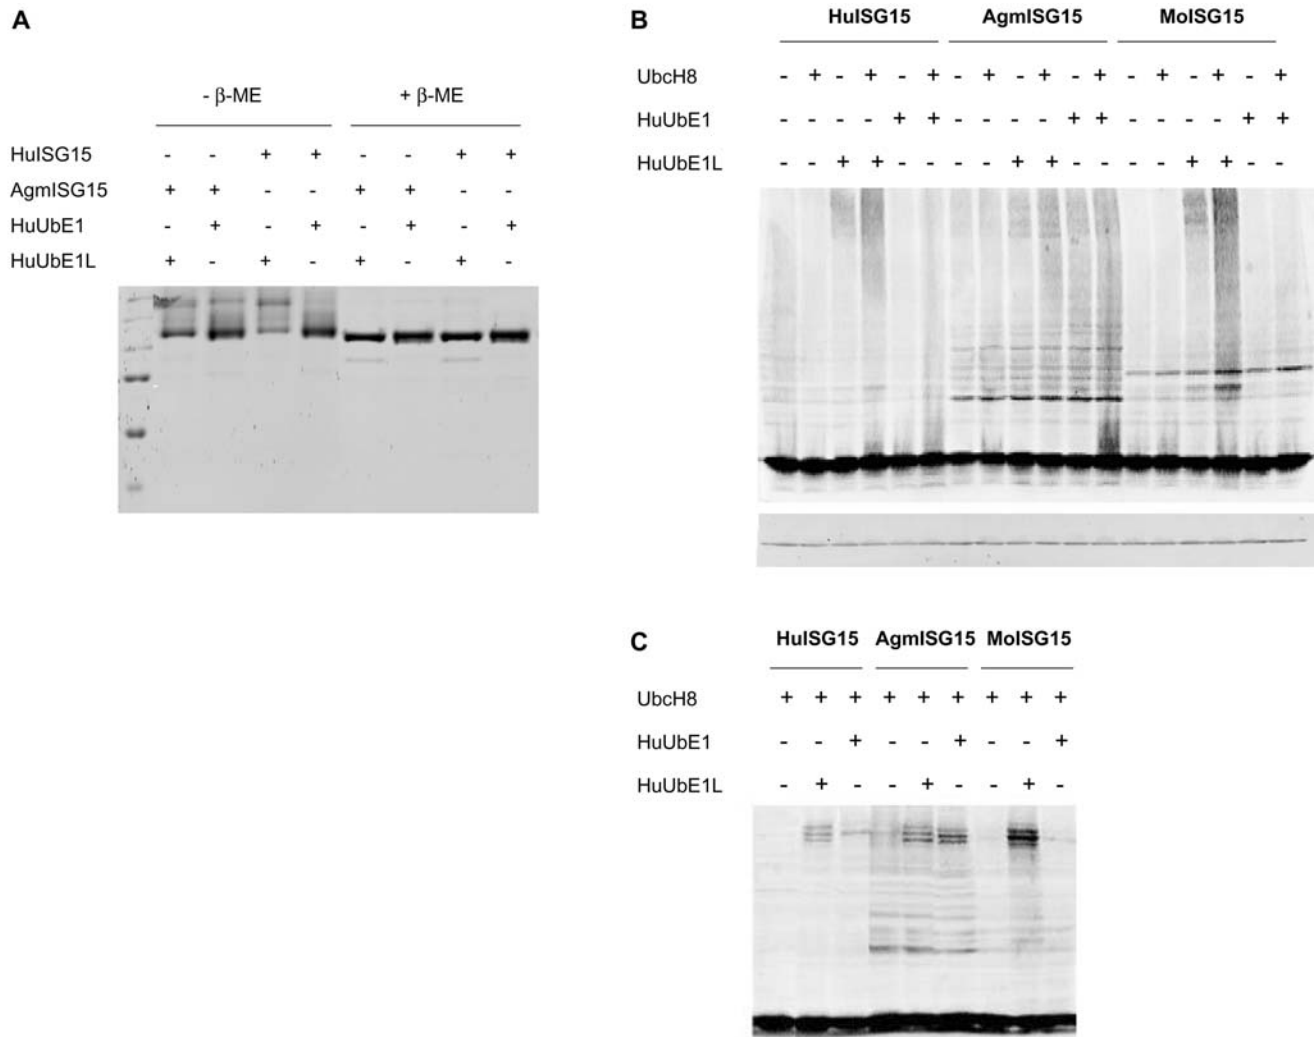 A
- β-ME + β-ME
HuISG15 - - + + - - + +
AgmISG15 + + - - + + - -
HuUbE1 - + - + - + - +
HuUbE1L + - + - + - + -
B
HuISG15 AgmISG15 MoISG15
UbcH8 - + - + - + - + - + - + - + - + - +
HuUbE1 - - - - + + - - - - + + - - - - + +
HuUbE1L - - + + - - - - + + - - - - + + - -
C
HuISG15 AgmISG15 MoISG15
UbcH8 + + + + + + + + +
HuUbE1 - - + - - + - - +
HuUbE1L - + - - + - - + -